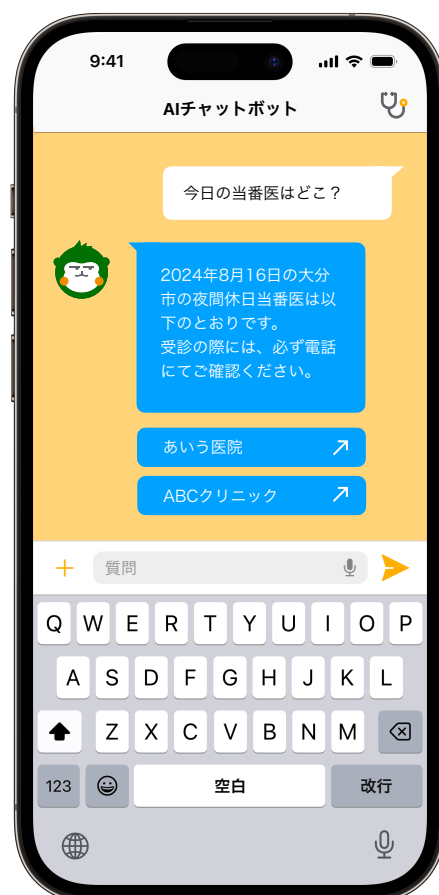 9:41
AIチャットボット
今日の当番医はどこ？
2024年8月16日の大分
市の夜間休日当番医は以
下のとおりです。
受診の際には、必ず電話
にてご確認ください。
あいう医院
ABCクリニック
質問
Q W E R T Y U I O P
A S D F G H J K L
Z X C V B N M
123 空白 改行